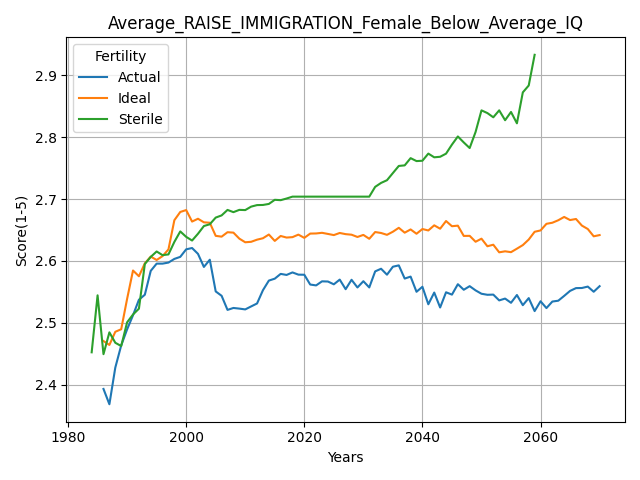 Average_RAISE_IMMIGRATION_Female_Below_Average_IQ
Fertility
Actual
Ideal
Sterile
Score(1-5)
2.9
2.8
2.7
2.6
2.5
2.4
1980
2000
2020
2040
2060
Years